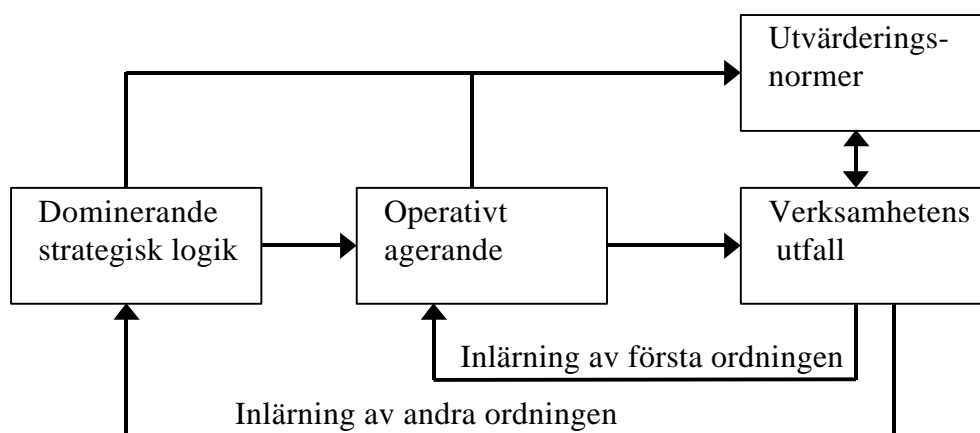 Utvärderings-
normer
Dominerande
strategisk logik
Operativt
agerande
Verksamhetens
utfall
Inlärning av första ordningen
Inlärning av andra ordningen